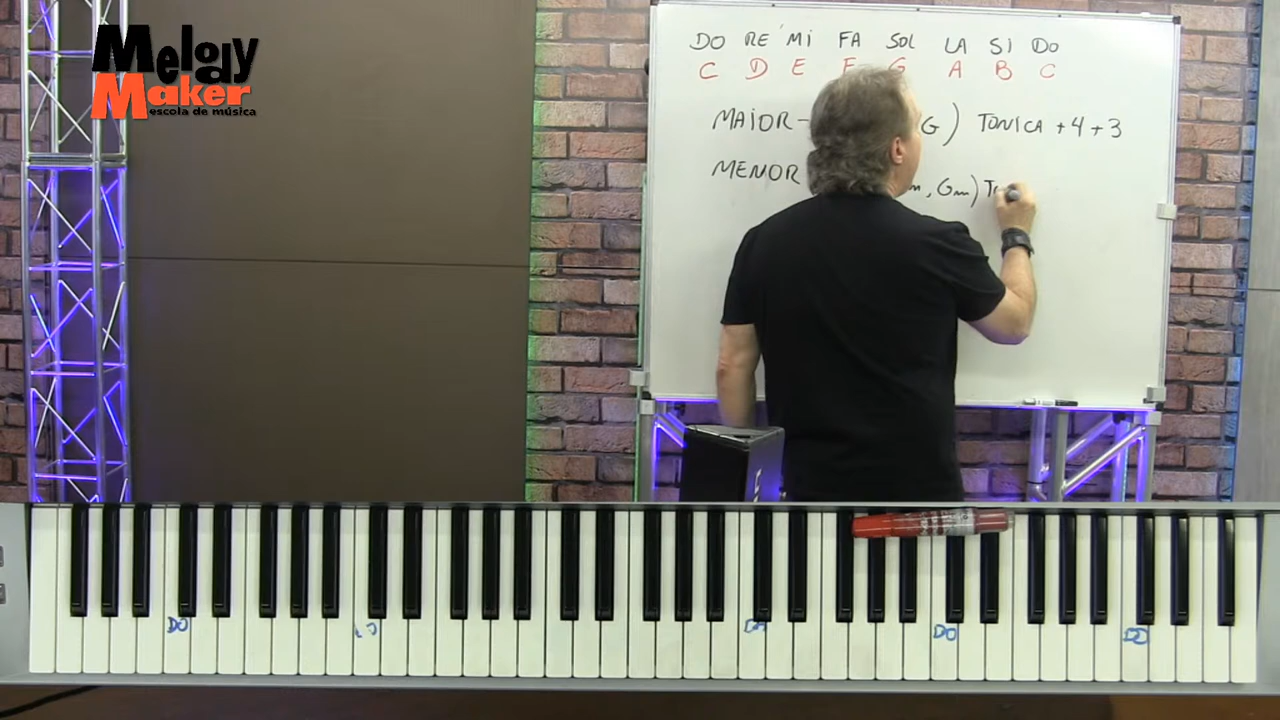 Melody
Maker
escola de música
DO RE MI FA SOL LA SI DO
C D E F G A B C
MAIOR - G) TONICA +4+3
MENOR m, Gm) T
DO
DO
DO
DO